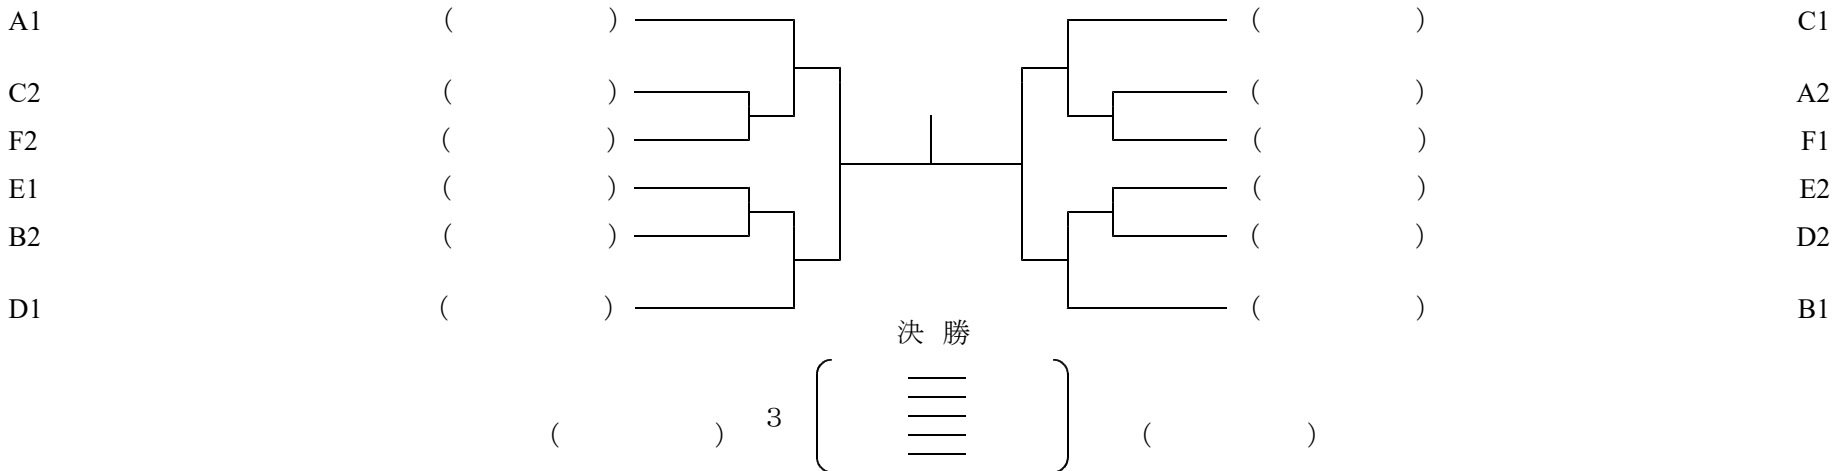 A1 ( ) ( ) C1
C2 ( ) ( ) A2
F2 ( ) ( ) F1
E1 ( ) ( ) E2
B2 ( ) ( ) D2
D1 ( ) ( ) B1
決 勝
( ) 3 ( )